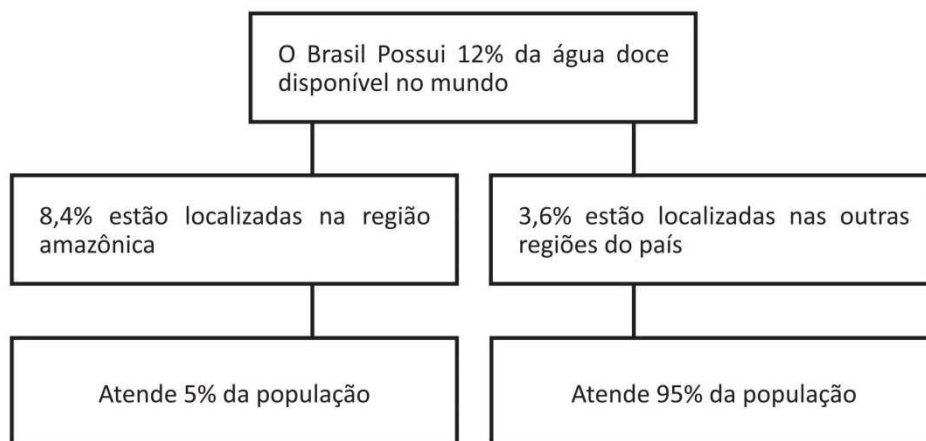 O Brasil Possui 12% da água doce
disponível no mundo
8,4% estão localizadas na região
amazônica
3,6% estão localizadas nas outras
regiões do país
Atende 5% da população
Atende 95% da população